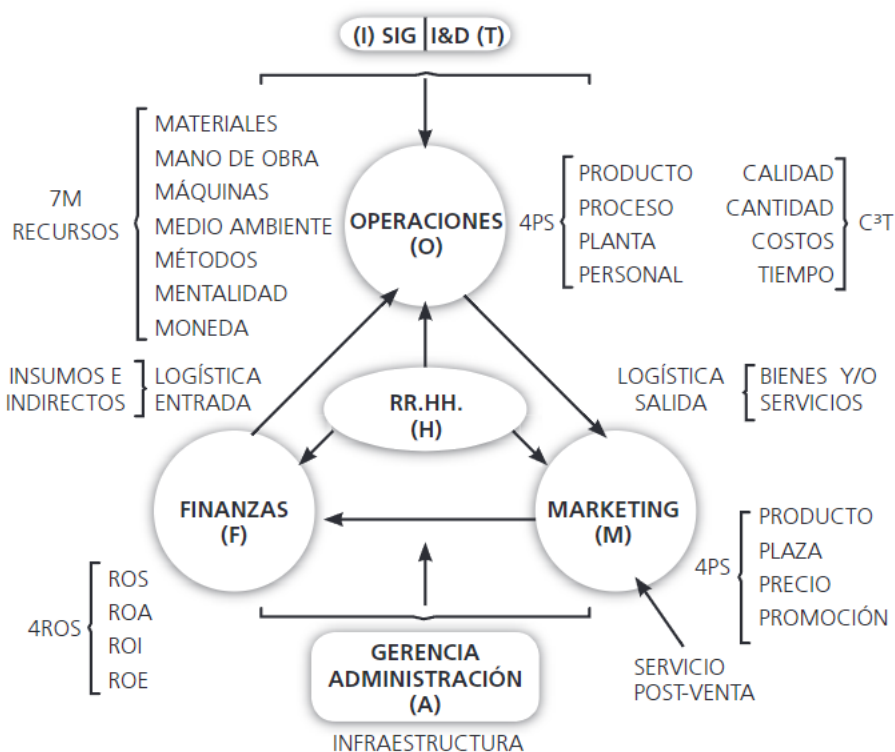 (I) SIG I&D (T)
7M
RECURSOS
MATERIALES
MANO DE OBRA
MÁQUINAS
MEDIO AMBIENTE
MÉTODOS
MENTALIDAD
MONEDA
OPERACIONES
(O)
4PS
PRODUCTO
PROCESO
PLANTA
PERSONAL
CALIDAD
CANTIDAD
COSTOS
TIEMPO
C³T
INSUMOS E
INDIRECTOS
LOGÍSTICA
ENTRADA
RR.HH.
(H)
LOGÍSTICA
SALIDA
BIENES Y/O
SERVICIOS
FINANZAS
(F)
MARKETING
(M)
4PS
PRODUCTO
PLAZA
PRECIO
PROMOCIÓN
4ROS
ROS
ROA
ROI
ROE
GERENCIA
ADMINISTRACIÓN
(A)
INFRAESTRUCTURA
SERVICIO
POST-VENTA